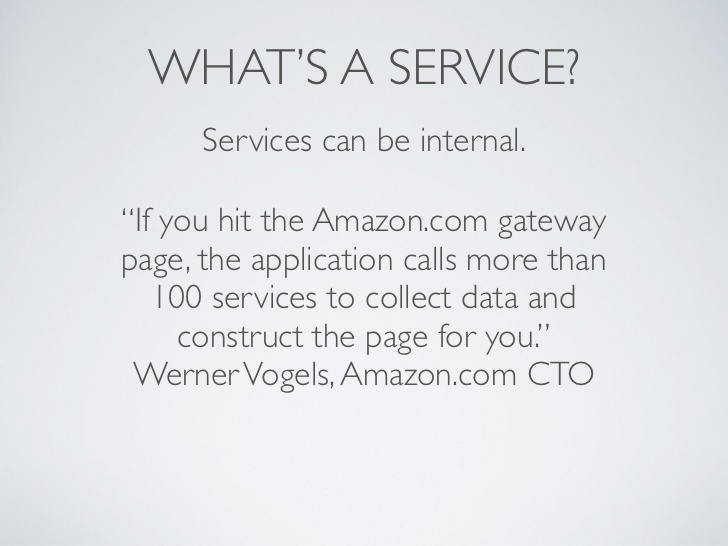 WHAT’S A SERVICE?
Services can be internal.
“If you hit the Amazon.com gateway
page, the application calls more than
100 services to collect data and
construct the page for you.”
Werner Vogels, Amazon.com CTO